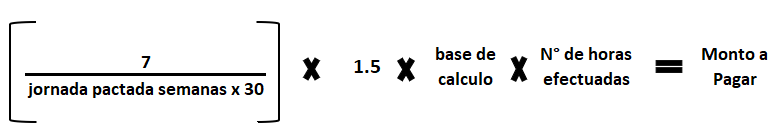 7
jornada pactada semanas x 30
x 1.5 x
base de
calculo
x
N° de horas
efectuadas
=
Monto a
Pagar